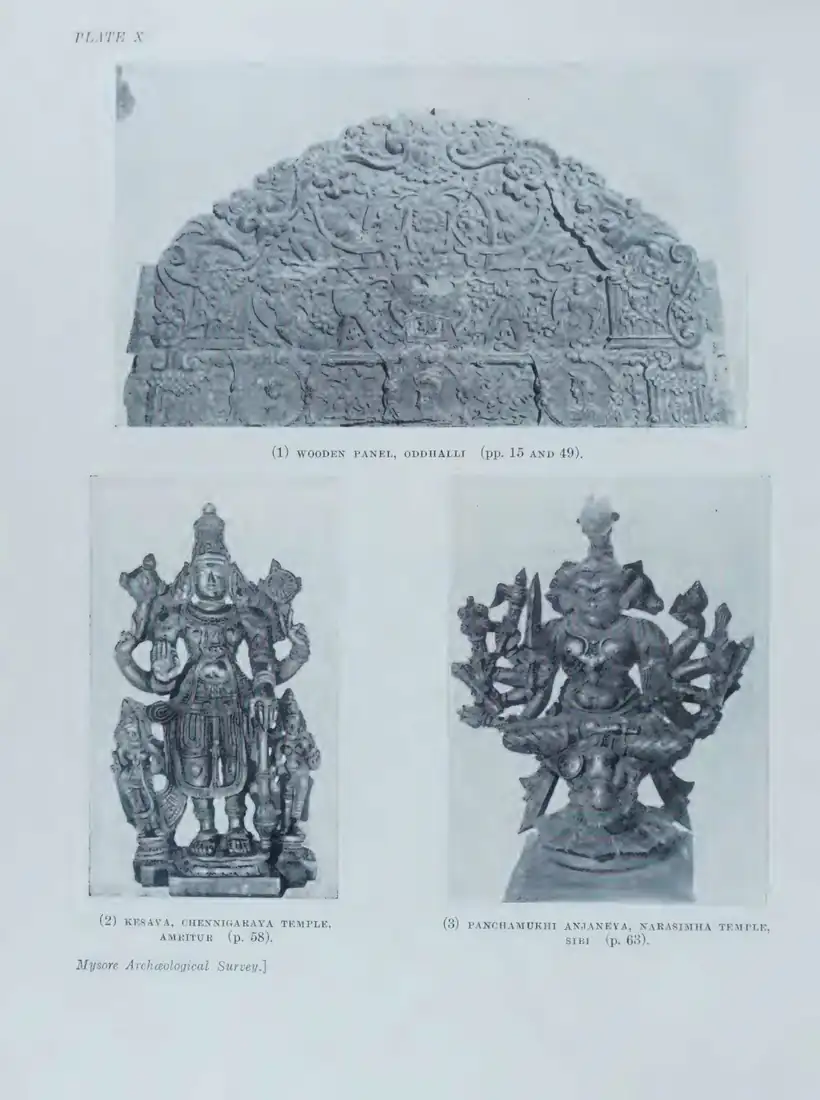 PLATE X
(1) WOODEN PANEL, ODDHALLI (pp. 15 AND 49).
(2) KESAVA, CHENNIGARAYA TEMPLE,
AMRITUR (p. 58).
(3) PANCHAMUKHI ANJANEYA, NARASIMHA TEMPLE,
SIBI (p. 63).
Mysore Archæological Survey.]